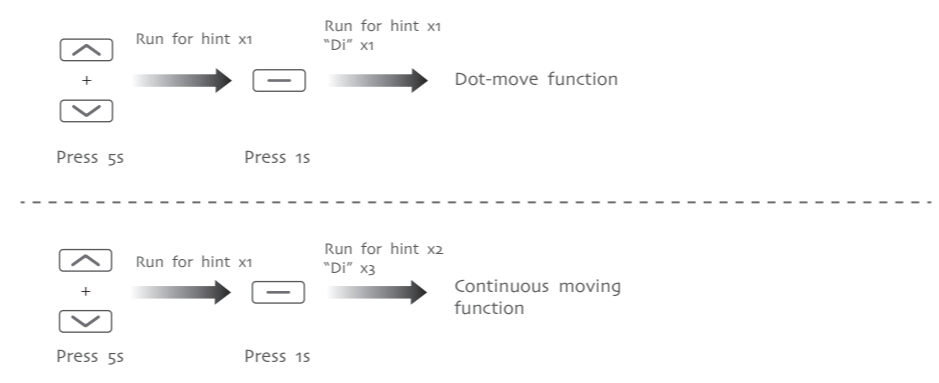 Run for hint x1
+
Press 5s
Press 1s
Run for hint x1
"Di" x1
Dot-move function
Run for hint x1
+
Press 5s
Press 1s
Run for hint x2
"Di" x3
Continuous moving
function